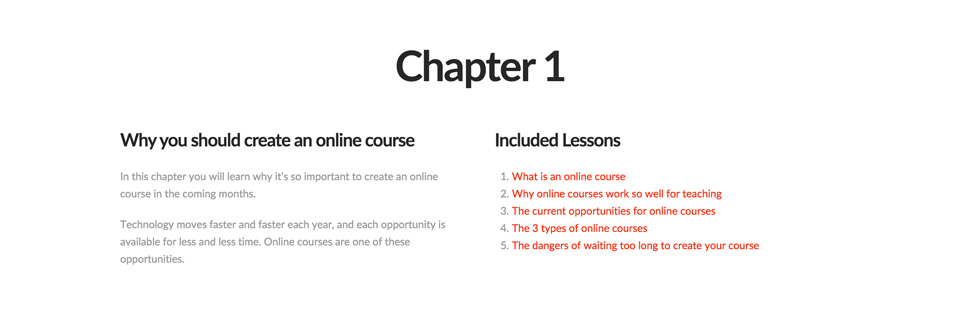 Chapter 1
Why you should create an online course
In this chapter you will learn why it's so important to create an online
course in the coming months.
Technology moves faster and faster each year, and each opportunity is
available for less and less time. Online courses are one of these
opportunities.
Included Lessons
1. What is an online course
2. Why online courses work so well for teaching
3. The current opportunities for online courses
4. The 3 types of online courses
5. The dangers of waiting too long to create your course